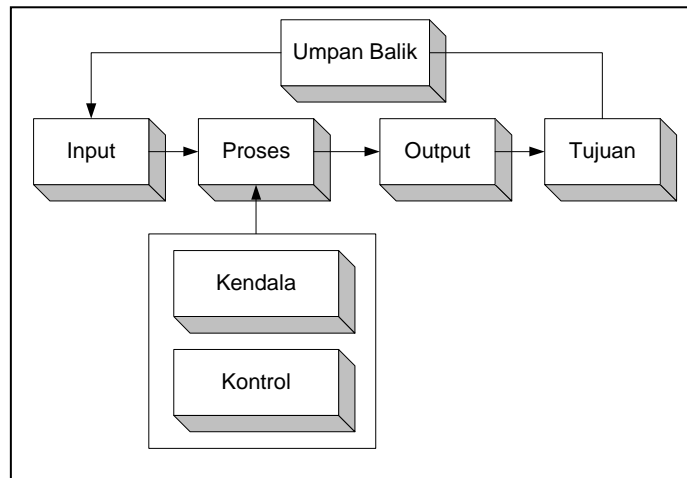 Umpan Balik
Input
Proses
Output
Tujuan
Kendala
Kontrol